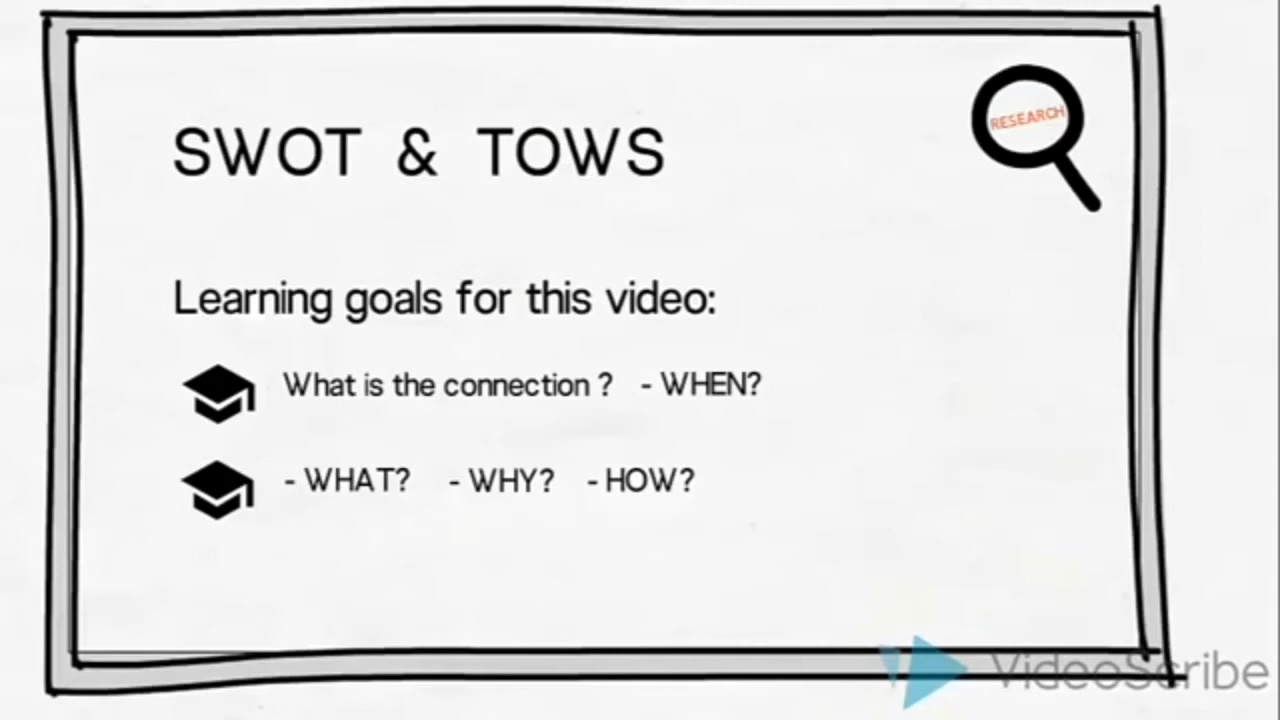 RESEARCH
SWOT & TOWS
Learning goals for this video:
What is the connection ? - WHEN?
- WHAT? - WHY? - HOW?
VideoScribe